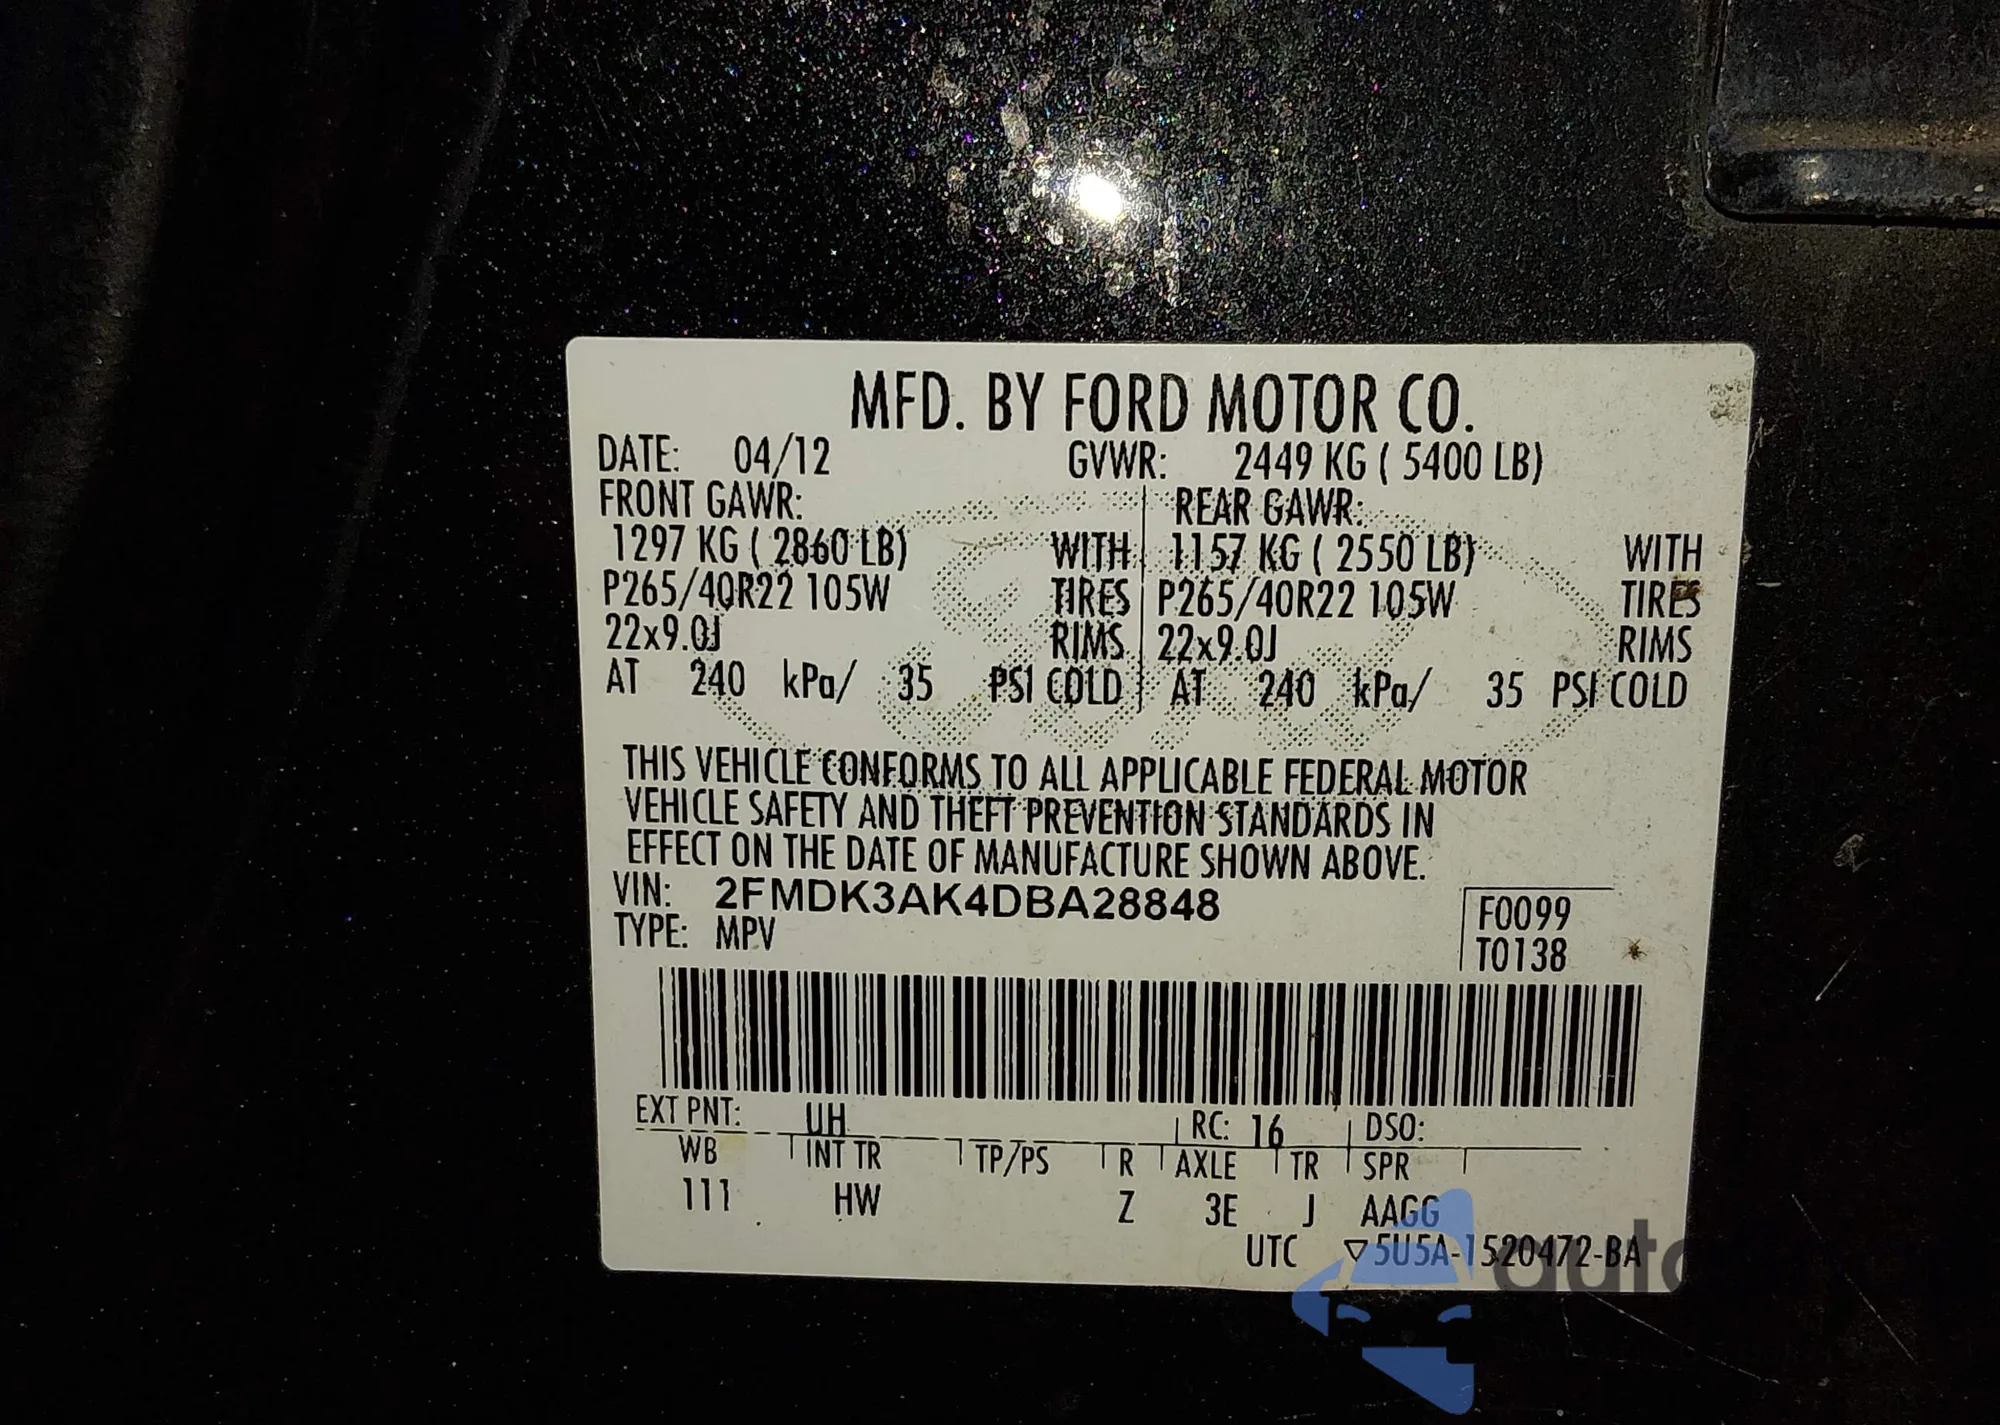 MFD. BY FORD MOTOR CO.
DATE: 04/12 GVWR: 2449 KG ( 5400 LB)
FRONT GAWR: REAR GAWR:
1297 KG ( 2860 LB) WITH 1157 KG ( 2550 LB) WITH
P265/40R22 105W TIRES P265/40R22 105W TIRES
22x9.0J RIMS 22x9.0J RIMS
AT 240 kPa/ 35 PSI COLD AT 240 kPa/ 35 PSI COLD
THIS VEHICLE CONFORMS TO ALL APPLICABLE FEDERAL MOTOR
VEHICLE SAFETY AND THEFT PREVENTION STANDARDS IN
EFFECT ON THE DATE OF MANUFACTURE SHOWN ABOVE.
VIN: 2FMDK3AK4DBA28848 F0099
TYPE: MPV T0138
EXT PNT: UH RC: 16 DSO:
WB INT TR TP/PS R AXLE TR SPR
111 HW Z 3E J AAGG
UTC ▽5U5A-1520472-BA